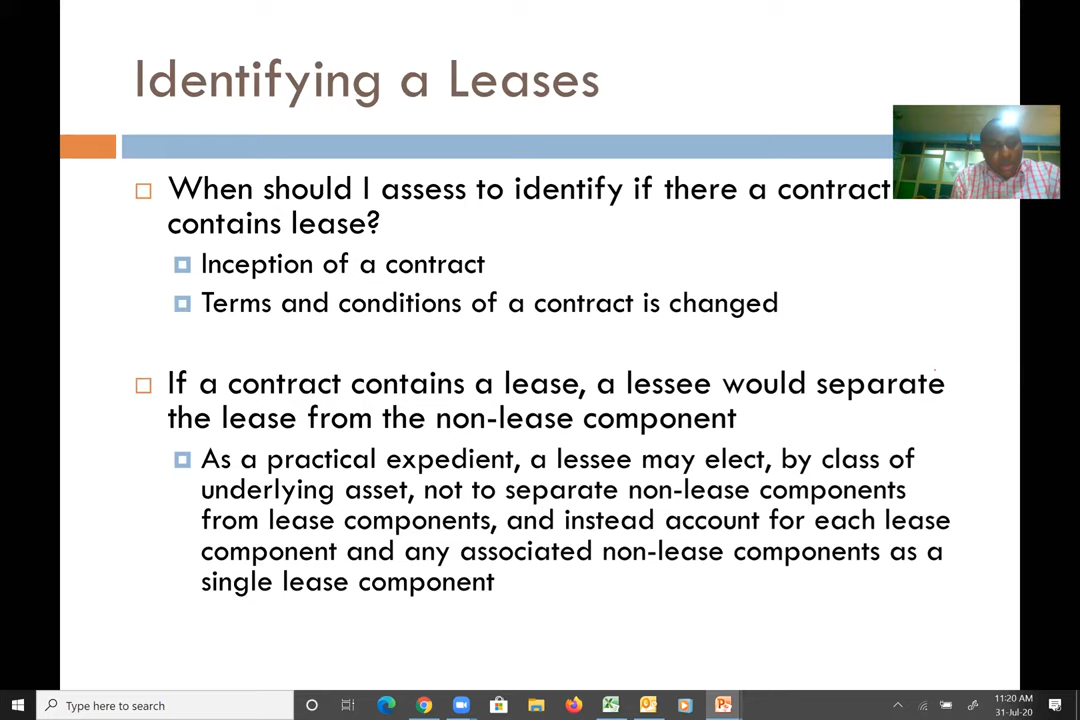 Identifying a Leases
When should I assess to identify if there a contract
contains lease?
Inception of a contract
Terms and conditions of a contract is changed
If a contract contains a lease, a lessee would separate
the lease from the non-lease component
As a practical expedient, a lessee may elect, by class of
underlying asset, not to separate non-lease components
from lease components, and instead account for each lease
component and any associated non-lease components as a
single lease component
Type here to search
11:20 AM
31-Jul-20